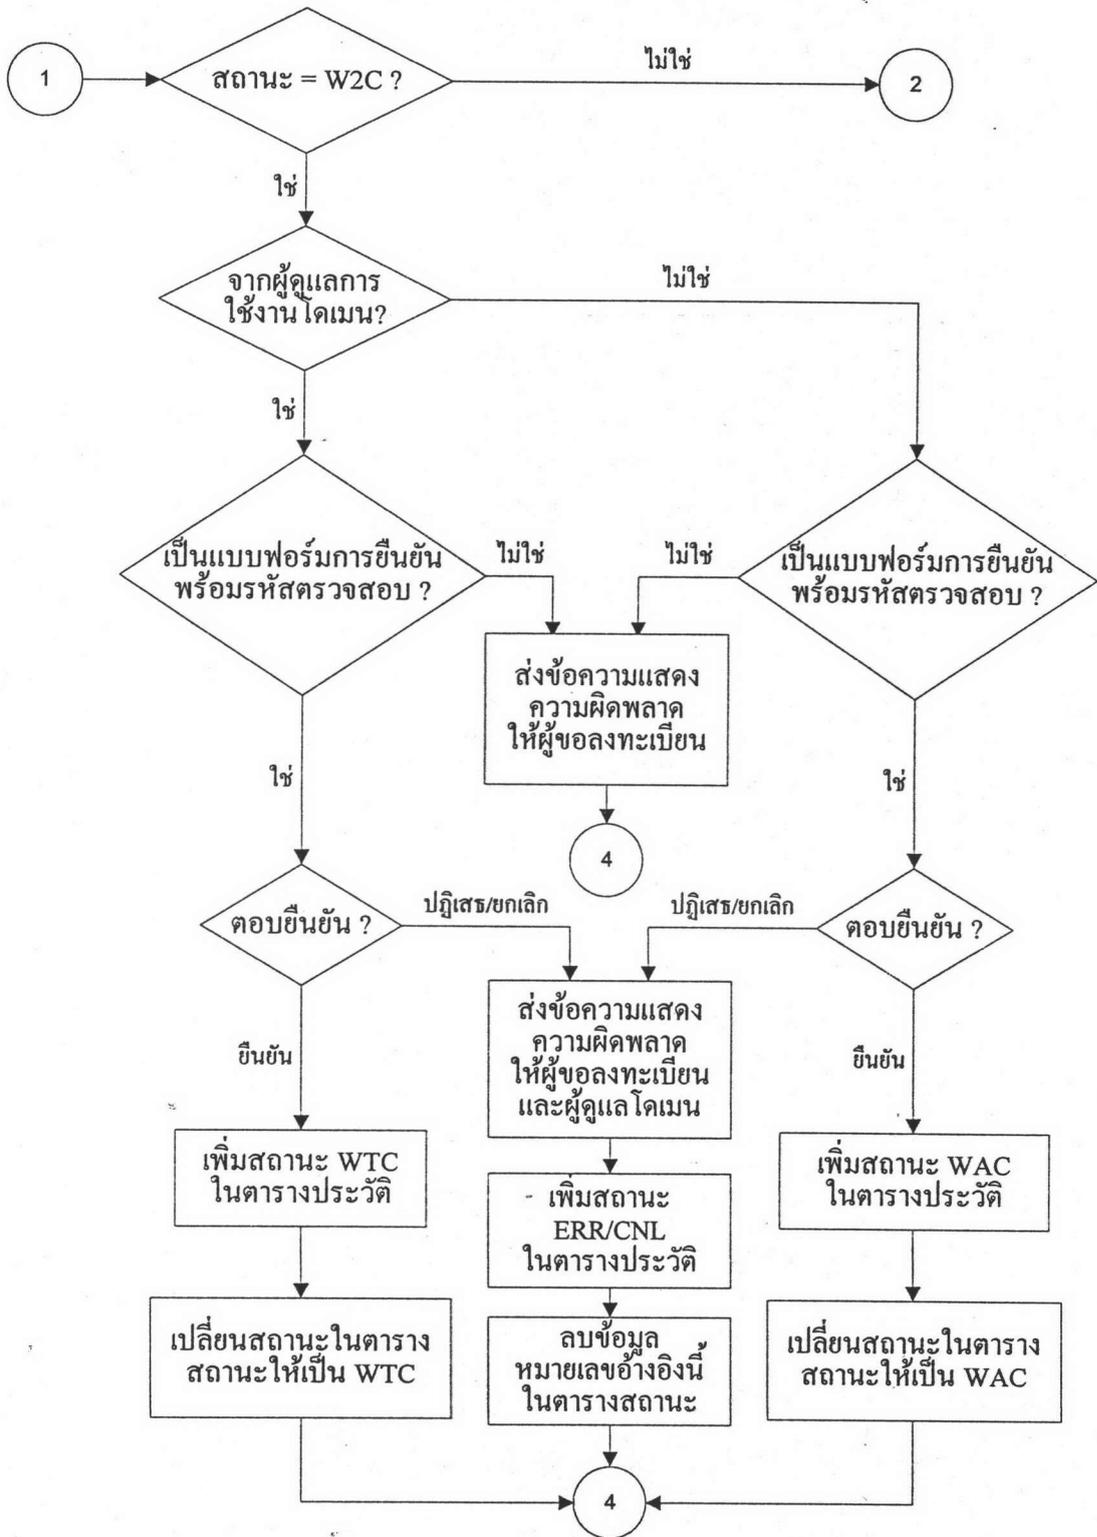 1
สถานะ = W2C ?
ไม่ใช่
2
ใช่
จากผู้ดูแลการ
ใช้งานโดเมน?
ไม่ใช่
ใช่
เป็นแบบฟอร์มการยืนยัน
พร้อมรหัสตรวจสอบ ?
ไม่ใช่
ไม่ใช่
เป็นแบบฟอร์มการยืนยัน
พร้อมรหัสตรวจสอบ ?
ส่งข้อความแสดง
ความผิดพลาด
ให้ผู้ขอลงทะเบียน
ใช่
ใช่
4
ตอบยืนยัน ?
ปฏิเสธ/ยกเลิก
ปฏิเสธ/ยกเลิก
ตอบยืนยัน ?
ส่งข้อความแสดง
ความผิดพลาด
ให้ผู้ขอลงทะเบียน
และผู้ดูแลโดเมน
ยืนยัน
ยืนยัน
เพิ่มสถานะ WTC
ในตารางประวัติ
เพิ่มสถานะ
ERR/CNL
ในตารางประวัติ
เพิ่มสถานะ WAC
ในตารางประวัติ
เปลี่ยนสถานะในตาราง
สถานะให้เป็น WTC
ลบข้อมูล
หมายเลขอ้างอิงนี้
ในตารางสถานะ
เปลี่ยนสถานะในตาราง
สถานะให้เป็น WAC
4